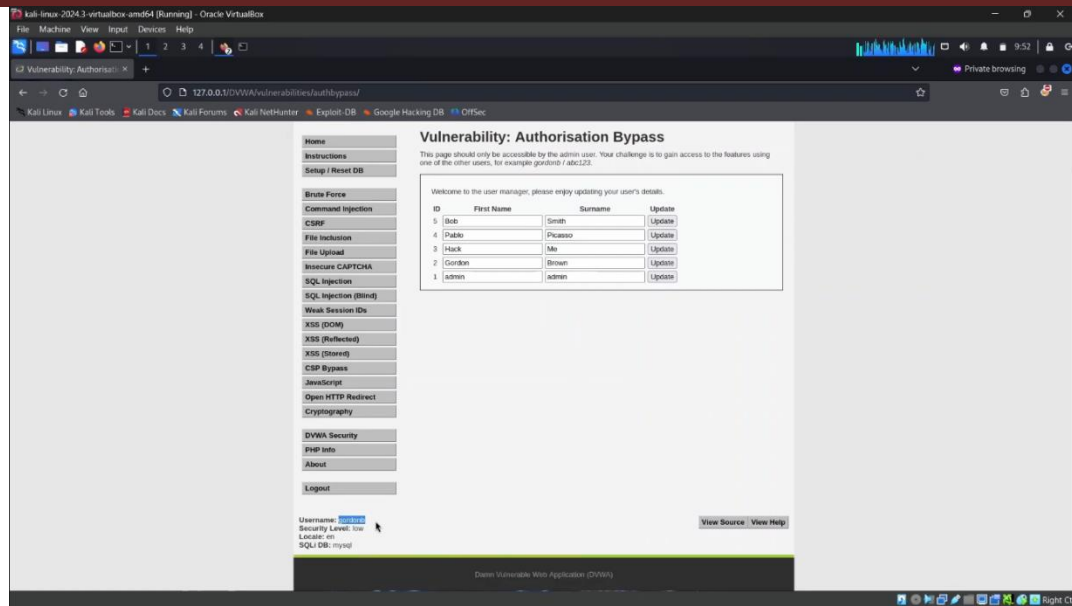 kali-linux-2024.3-virtualbox-amd64 [Running] - Oracle VirtualBox
File Machine View Input Devices Help
1 2 3 4
9:52
Vulnerability: Authorisati
Private browsing
127.0.0.1/DVWA/vulnerabilities/authbypass/
Kali Linux Kali Tools Kali Docs Kali Forums Kali NetHunter Exploit-DB Google Hacking DB OffSec
Home
Instructions
Setup / Reset DB
Brute Force
Command Injection
CSRF
File Inclusion
File Upload
Insecure CAPTCHA
SQL Injection
SQL Injection (Blind)
Weak Session IDs
XSS (DOM)
XSS (Reflected)
XSS (Stored)
CSP Bypass
JavaScript
Open HTTP Redirect
Cryptography
DVWA Security
PHP Info
About
Logout
Vulnerability: Authorisation Bypass
This page should only be accessible by the admin user. Your challenge is to gain access to the features using
one of the other users, for example gordonb / abc123.
Welcome to the user manager, please enjoy updating your user's details.
ID First Name Surname Update
5 Bob Smith Update
4 Pablo Picasso Update
3 Hack Me Update
2 Gordon Brown Update
1 admin admin Update
Username: gordonb
Security Level: low
Locale: en
SQLi DB: mysql
View Source View Help
Damn Vulnerable Web Application (DVWA)
Right Ct